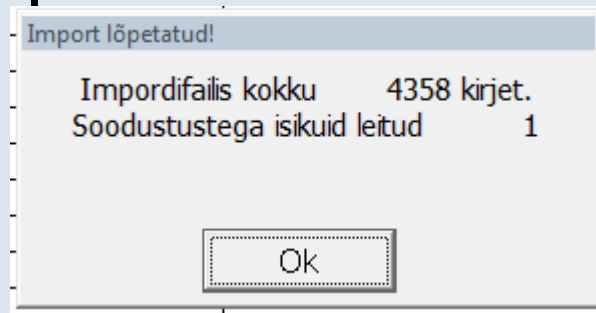 Import lõpetatud!
Impordifailis kokku 4358 kirjet.
Soodustustega isikuid leitud 1
Ok